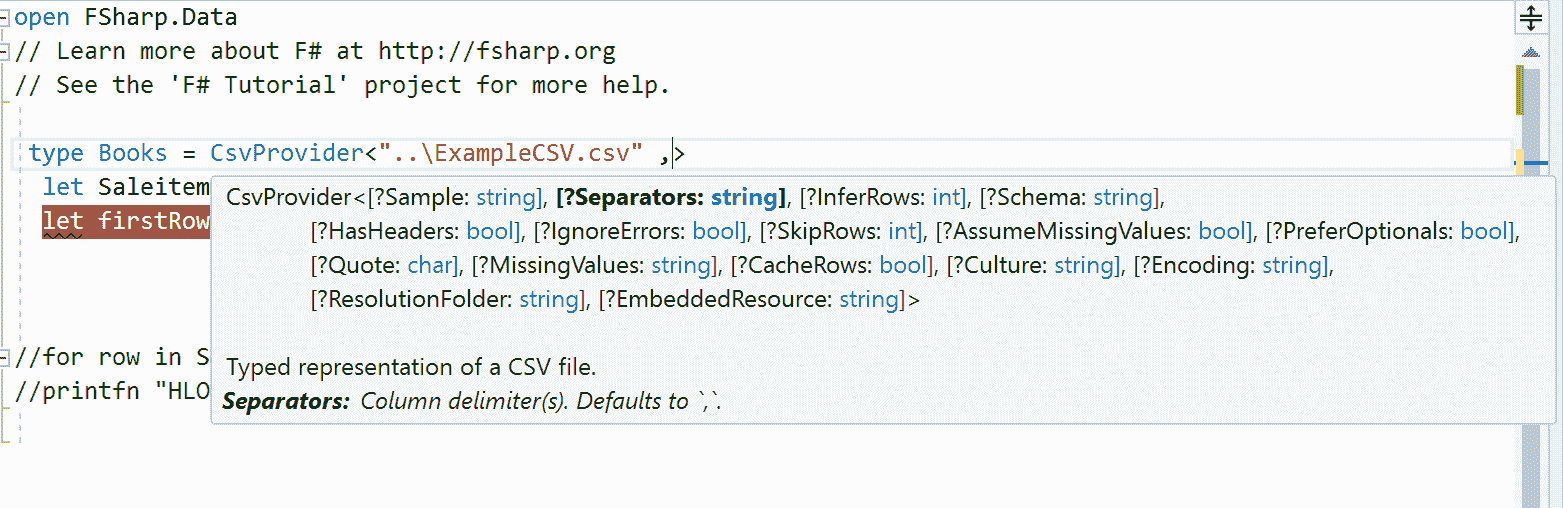 open FSharp.Data
// Learn more about F# at http://fsharp.org
// See the 'F# Tutorial' project for more help.
type Books = CsvProvider<"..\ExampleCSV.csv" ,>
let Saleitem
CsvProvider<[?Sample: string], [?Separators: string], [?InferRows: int], [?Schema: string],
let firstRow
[?HasHeaders: bool], [?IgnoreErrors: bool], [?SkipRows: int], [?AssumeMissingValues: bool], [?PreferOptionals: bool],
[?Quote: char], [?MissingValues: string], [?CacheRows: bool], [?Culture: string], [?Encoding: string],
[?ResolutionFolder: string], [?EmbeddedResource: string]>
//for row in S
Typed representation of a CSV file.
//printfn "HLO
Separators: Column delimiter(s). Defaults to `,`.